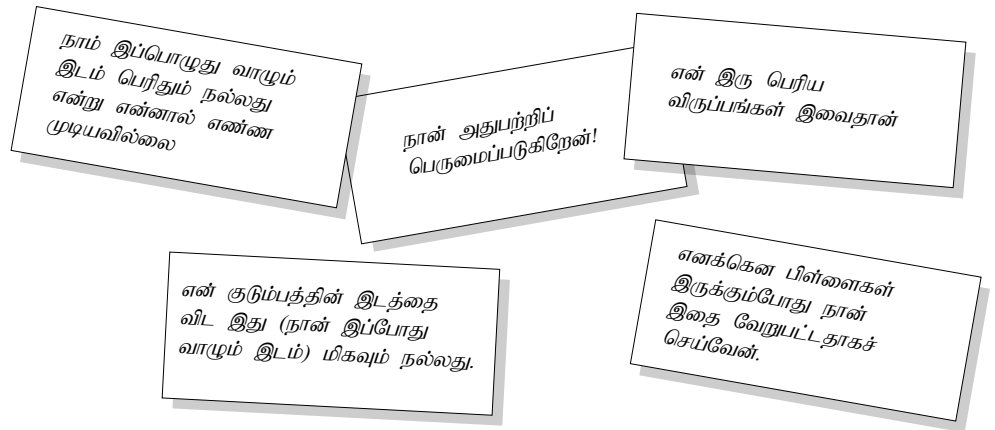 நாம் இப்பொழுது வாழும்
இடம் பெரிதும் நல்லது
என்று என்னால் எண்ண
முடியவில்லை
நான் அதுபற்றிப்
பெருமைப்படுகிறேன்!
என் இரு பெரிய
விருப்பங்கள் இவைதான்
என் குடும்பத்தின் இடத்தை
விட இது (நான் இப்போது
வாழும் இடம்) மிகவும் நல்லது.
எனக்கென பிள்ளைகள்
இருக்கும்போது நான்
இதை வேறுபட்டதாகச்
செய்வேன்.